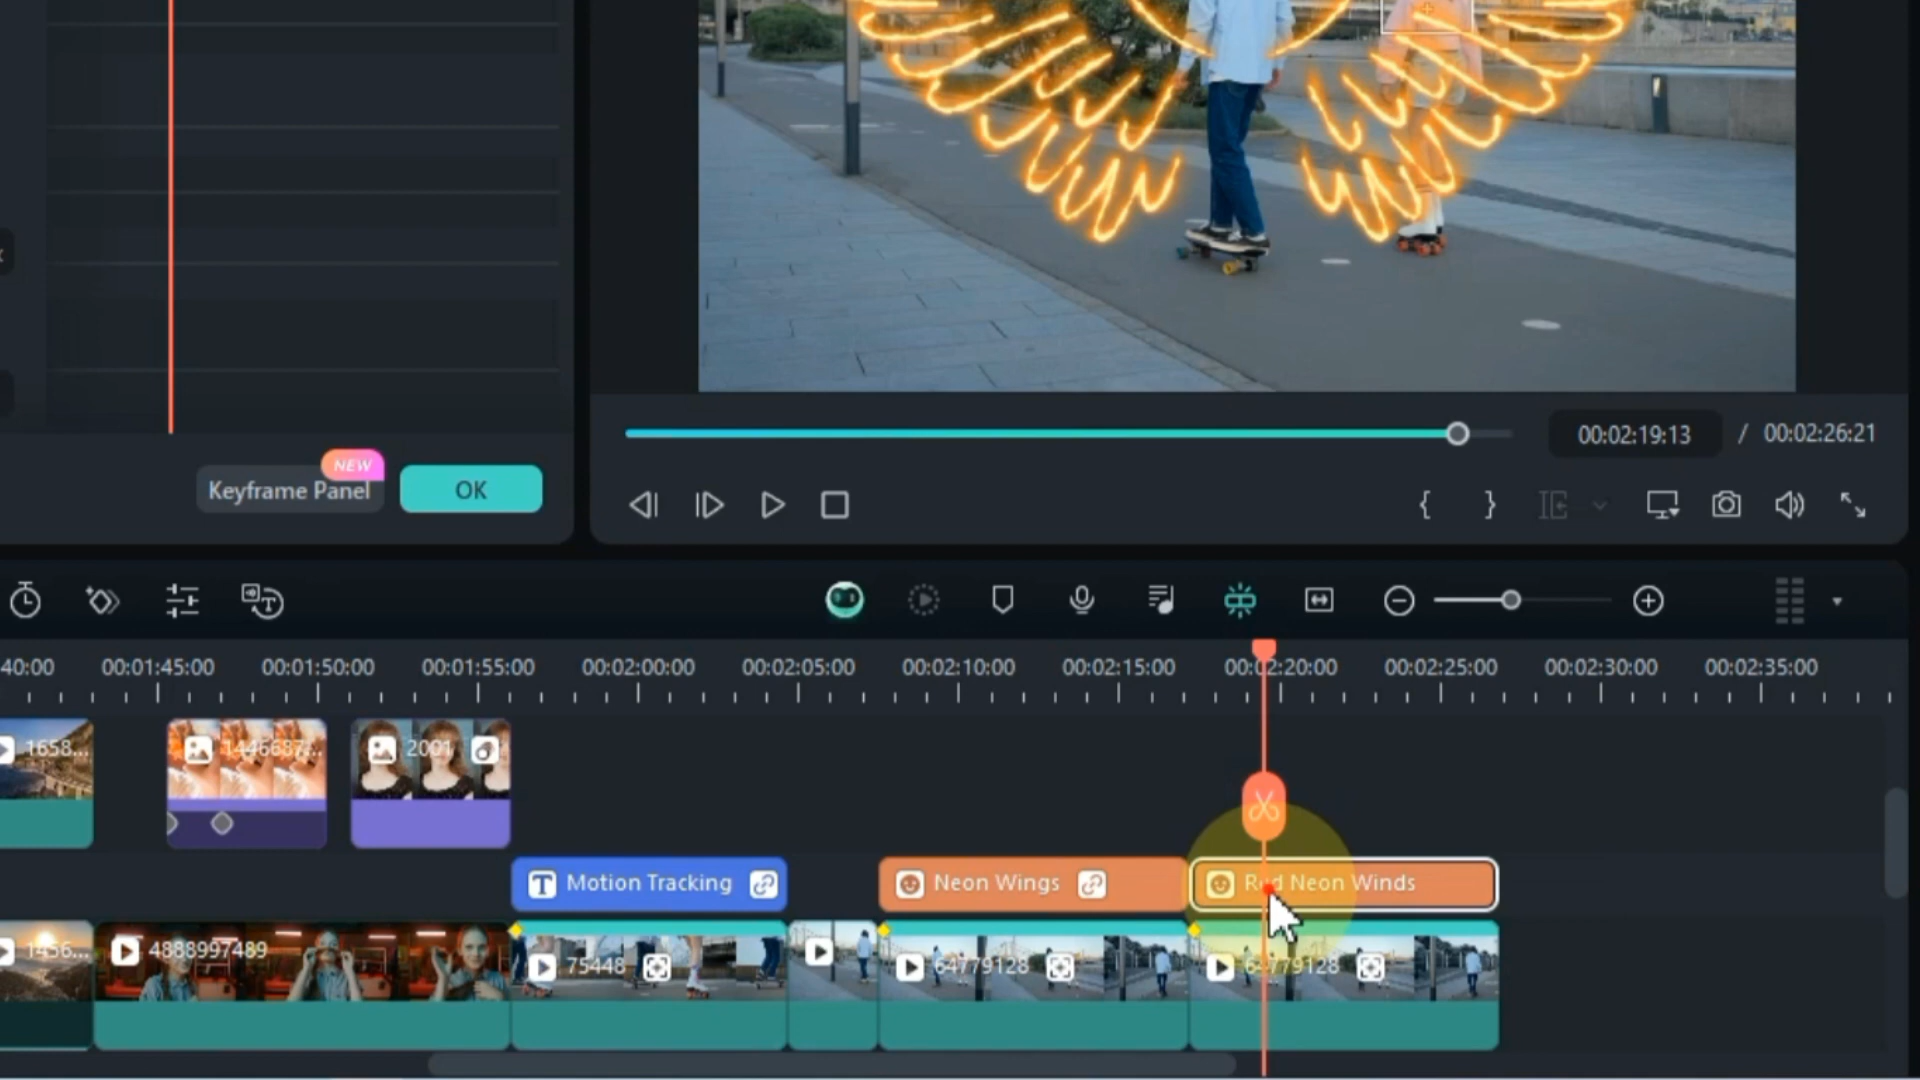 00:02:19:13 / 00:02:26:21
NEW
Keyframe Panel
OK
40:00 00:01:45:00 00:01:50:00 00:01:55:00 00:02:00:00 00:02:05:00 00:02:10:00 00:02:15:00 00:02:20:00 00:02:25:00 00:02:30:00 00:02:35:00
1658... 1446687... 2001
Motion Tracking Neon Wings Red Neon Winds
1456... 4888997489 75448 64779128 64779128